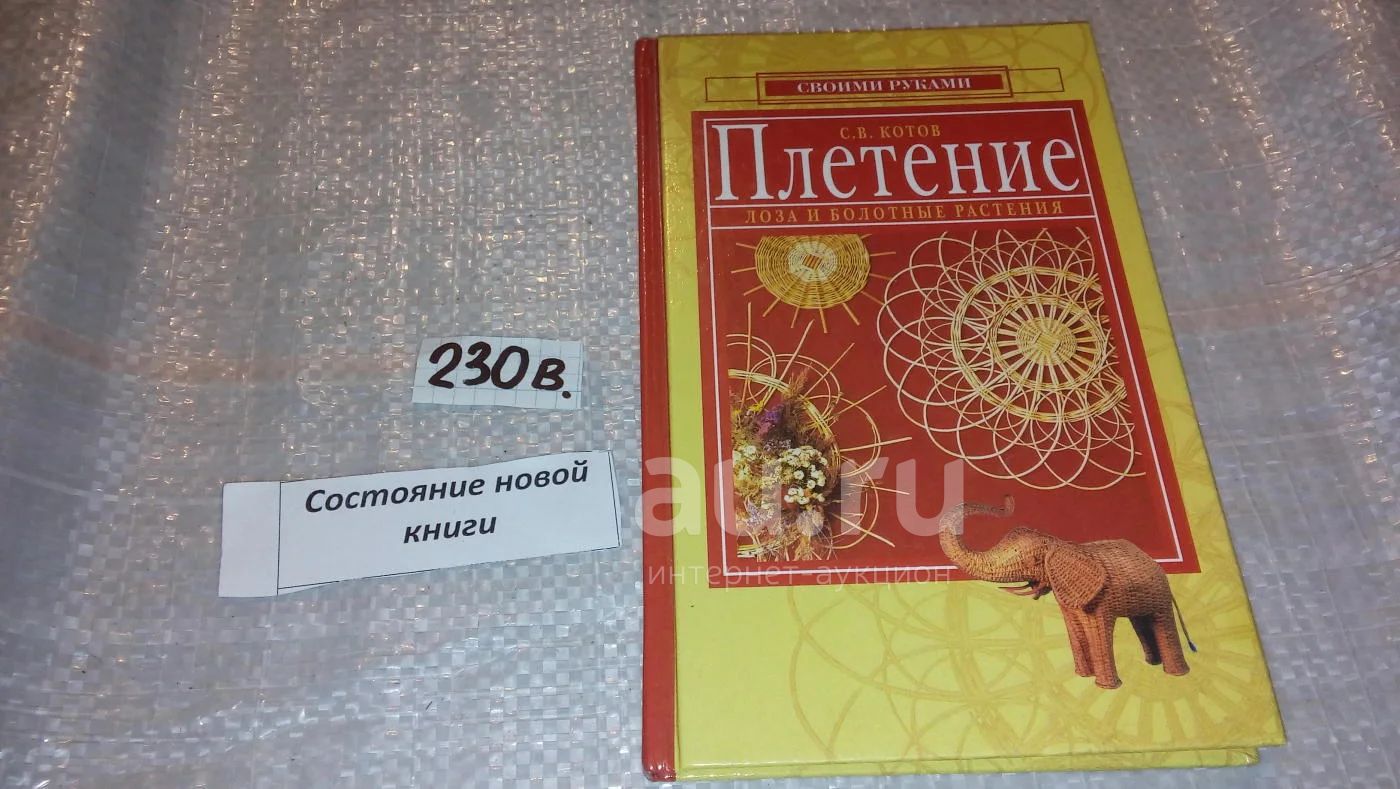 СВОИМИ РУКАМИ
С.В. КОТОВ
Плетение
ЛОЗА И БОЛОТНЫЕ РАСТЕНИЯ
230в.
Состояние новой
книги
au.ru
интернет-аукцион